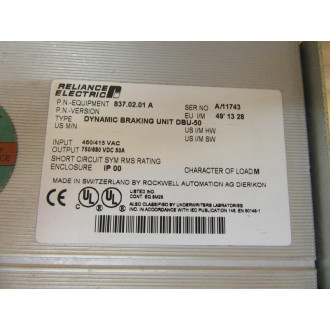 RELIANCE
ELECTRIC
P.N.-EQUIPMENT 837.02.01 A
P.N.-VERSION
TYPE DYNAMIC BRAKING UNIT DBU-50
US M/N
SER NO A/11743
EU I/M 49' 13 28
US I/M HW
US I/M SW
INPUT 460/415 VAC
OUTPUT 750/680 VDC 50A
SHORT CIRCUIT SYM RMS RATING
ENCLOSURE IP 00
CHARACTER OF LOAD M
MADE IN SWITZERLAND BY ROCKWELL AUTOMATION AG DIERIKON
LISTED IND.
CONT. EQ 5M29
ALSO CLASSIFIED BY UNDERWRITERS LABORATORIES
INC. IN ACCORDANCE WITH IEC PUBLICATION 146, EN 60146-1